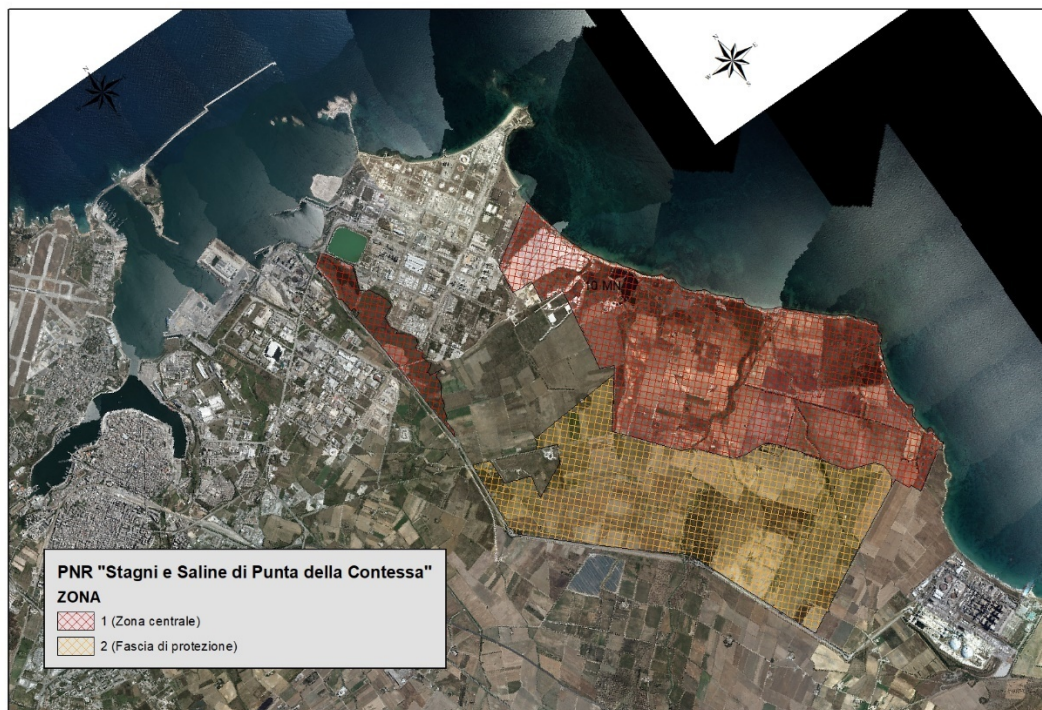 PNR "Stagni e Saline di Punta della Contessa"
ZONA
1 (Zona centrale)
2 (Fascia di protezione)